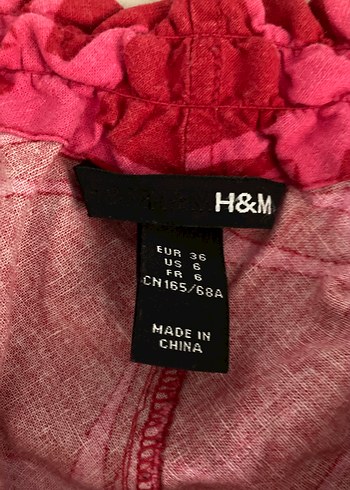 H&M
EUR 36
US 6
FR 6
CN165/68A
MADE IN
CHINA